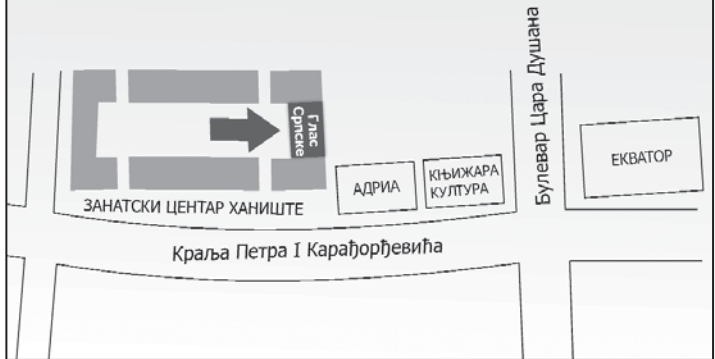 Булевар Цара Душана
Глас
Српске
АДРИА
КЊИЖАРА
КУЛТУРА
ЕКВАТОР
ЗАНАТСКИ ЦЕНТАР ХАНИШТЕ
Краља Петра I Карађорђевића